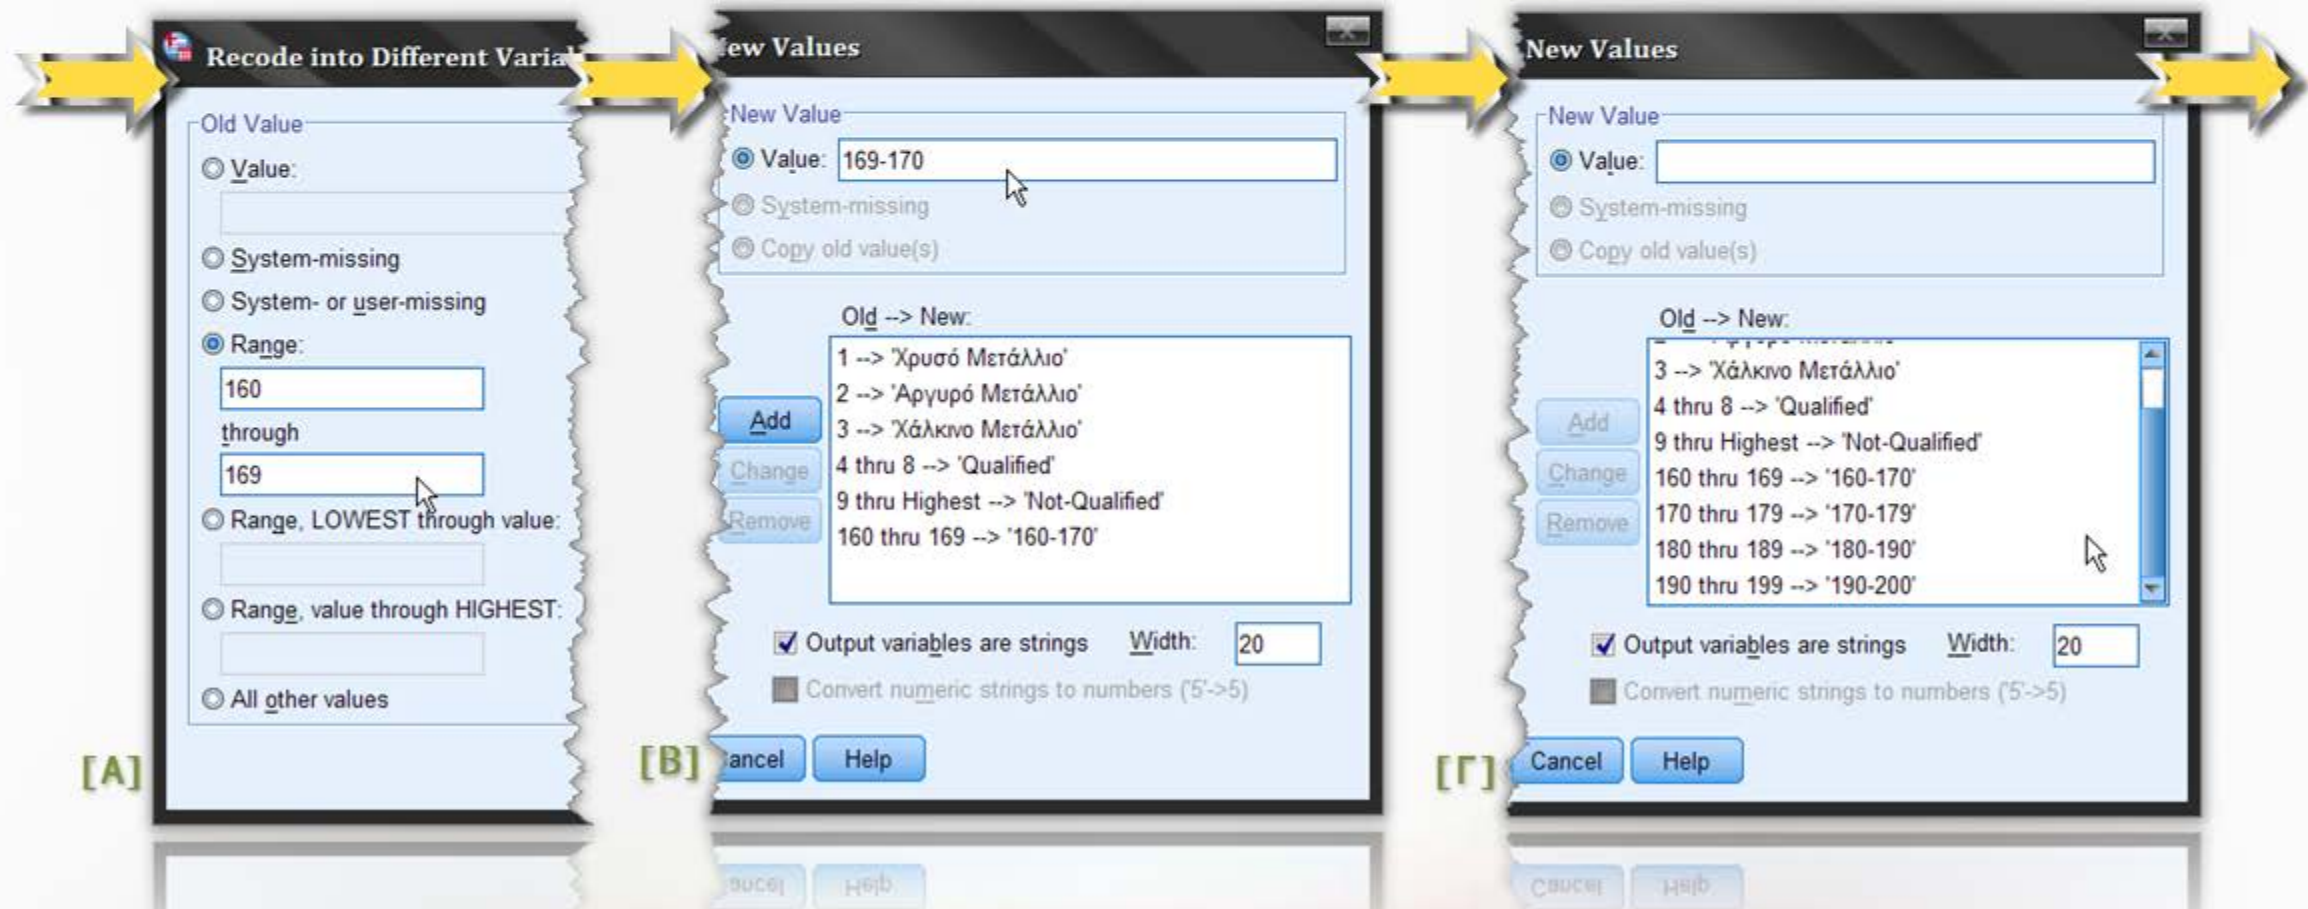 Recode into Different Varia
Old Value
Value:
System-missing
System- or user-missing
Range:
160
through
169
Range, LOWEST through value:
Range, value through HIGHEST:
All other values
[Α]
ew Values
New Value
Value: 169-170
System-missing
Copy old value(s)
Old --> New:
1 --> 'Χρυσό Μετάλλιο'
2 --> 'Αργυρό Μετάλλιο'
3 --> 'Χάλκινο Μετάλλιο'
4 thru 8 --> 'Qualified'
9 thru Highest --> 'Not-Qualified'
160 thru 169 --> '160-170'
Add
Change
Remove
Output variables are strings Width: 20
Convert numeric strings to numbers ('5'->5)
ancel Help
[Β]
New Values
New Value
Value:
System-missing
Copy old value(s)
Old --> New:
3 --> 'Χάλκινο Μετάλλιο'
4 thru 8 --> 'Qualified'
9 thru Highest --> 'Not-Qualified'
160 thru 169 --> '160-170'
170 thru 179 --> '170-179'
180 thru 189 --> '180-190'
190 thru 199 --> '190-200'
Add
Change
Remove
Output variables are strings Width: 20
Convert numeric strings to numbers ('5'->5)
Cancel Help
[Γ]